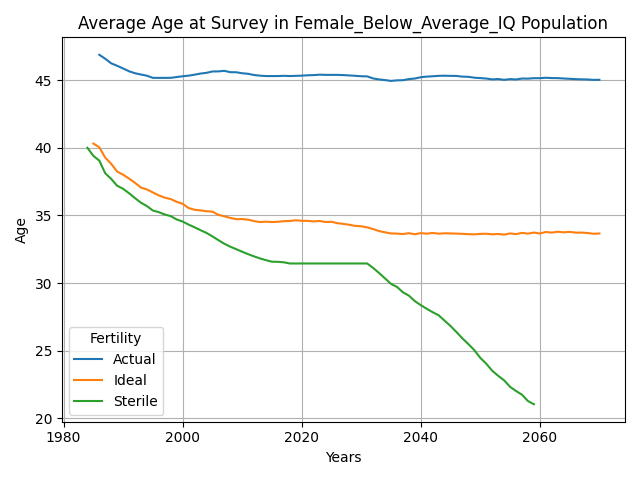 Average Age at Survey in Female_Below_Average_IQ Population
Age
45
40
35
30
25
20
Fertility
Actual
Ideal
Sterile
1980
2000
2020
2040
2060
Years